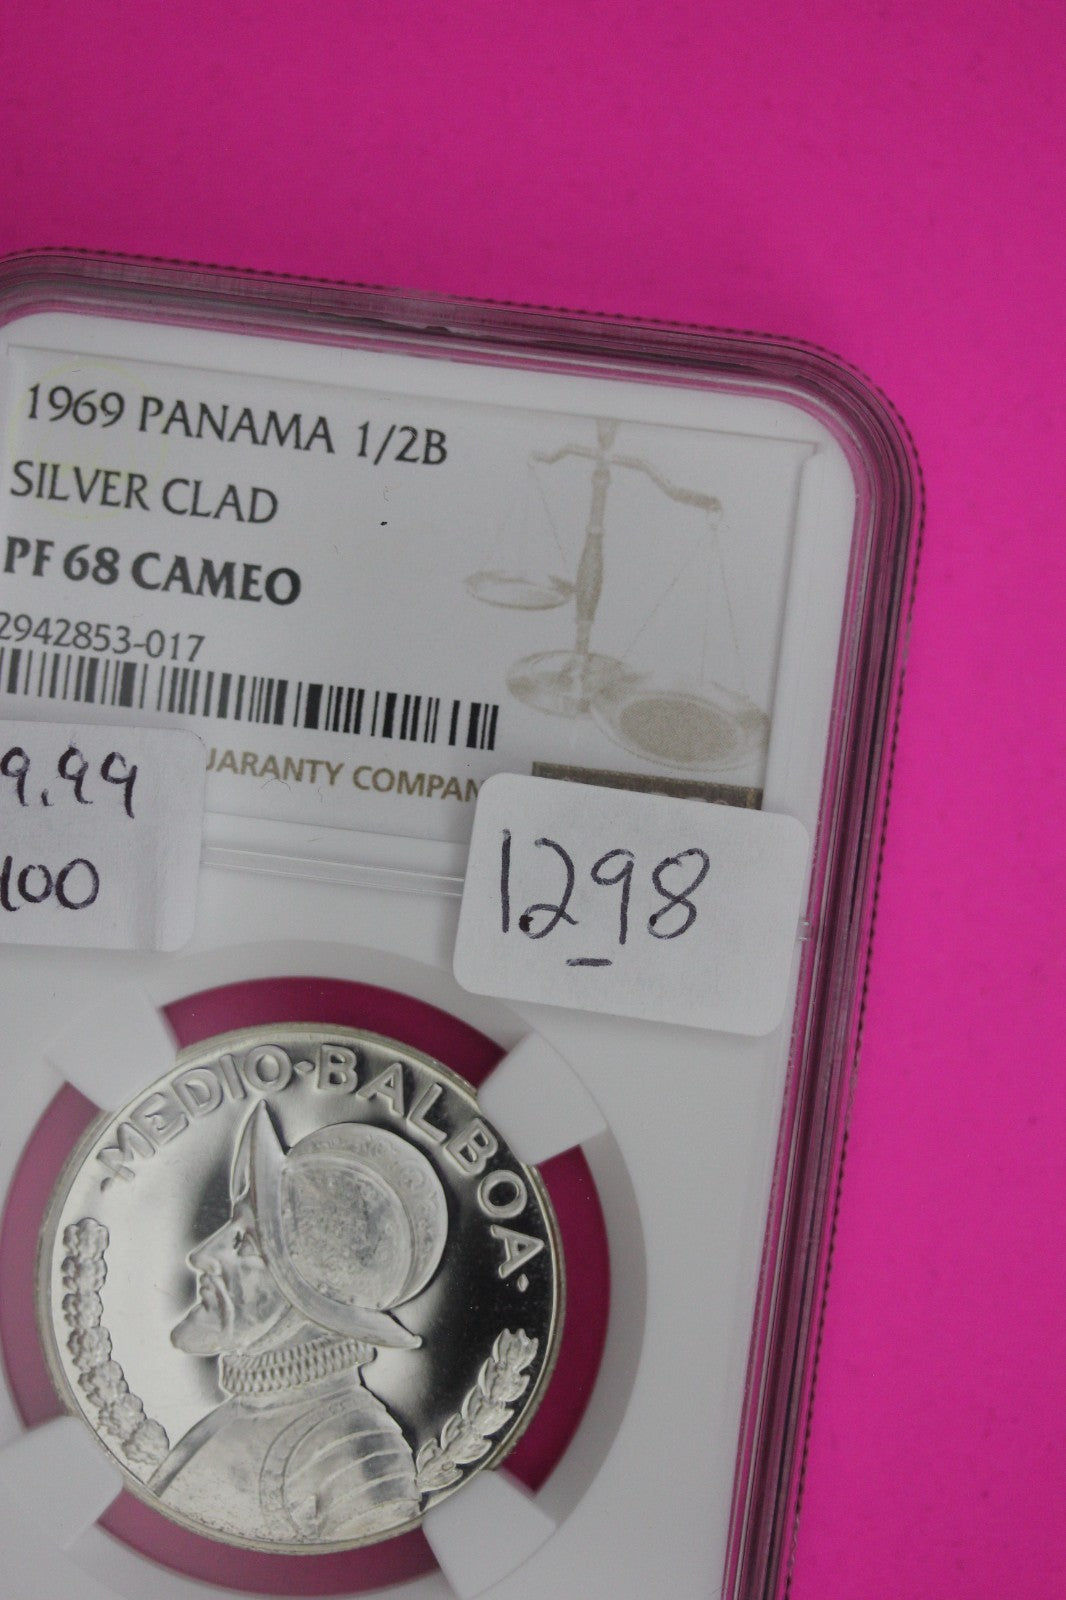 1969 PANAMA 1/2B
SILVER CLAD
PF 68 CAMEO
2942853-017
UARANTY COMPAN
9.99
100
1298
MEDIO·BALBOA·